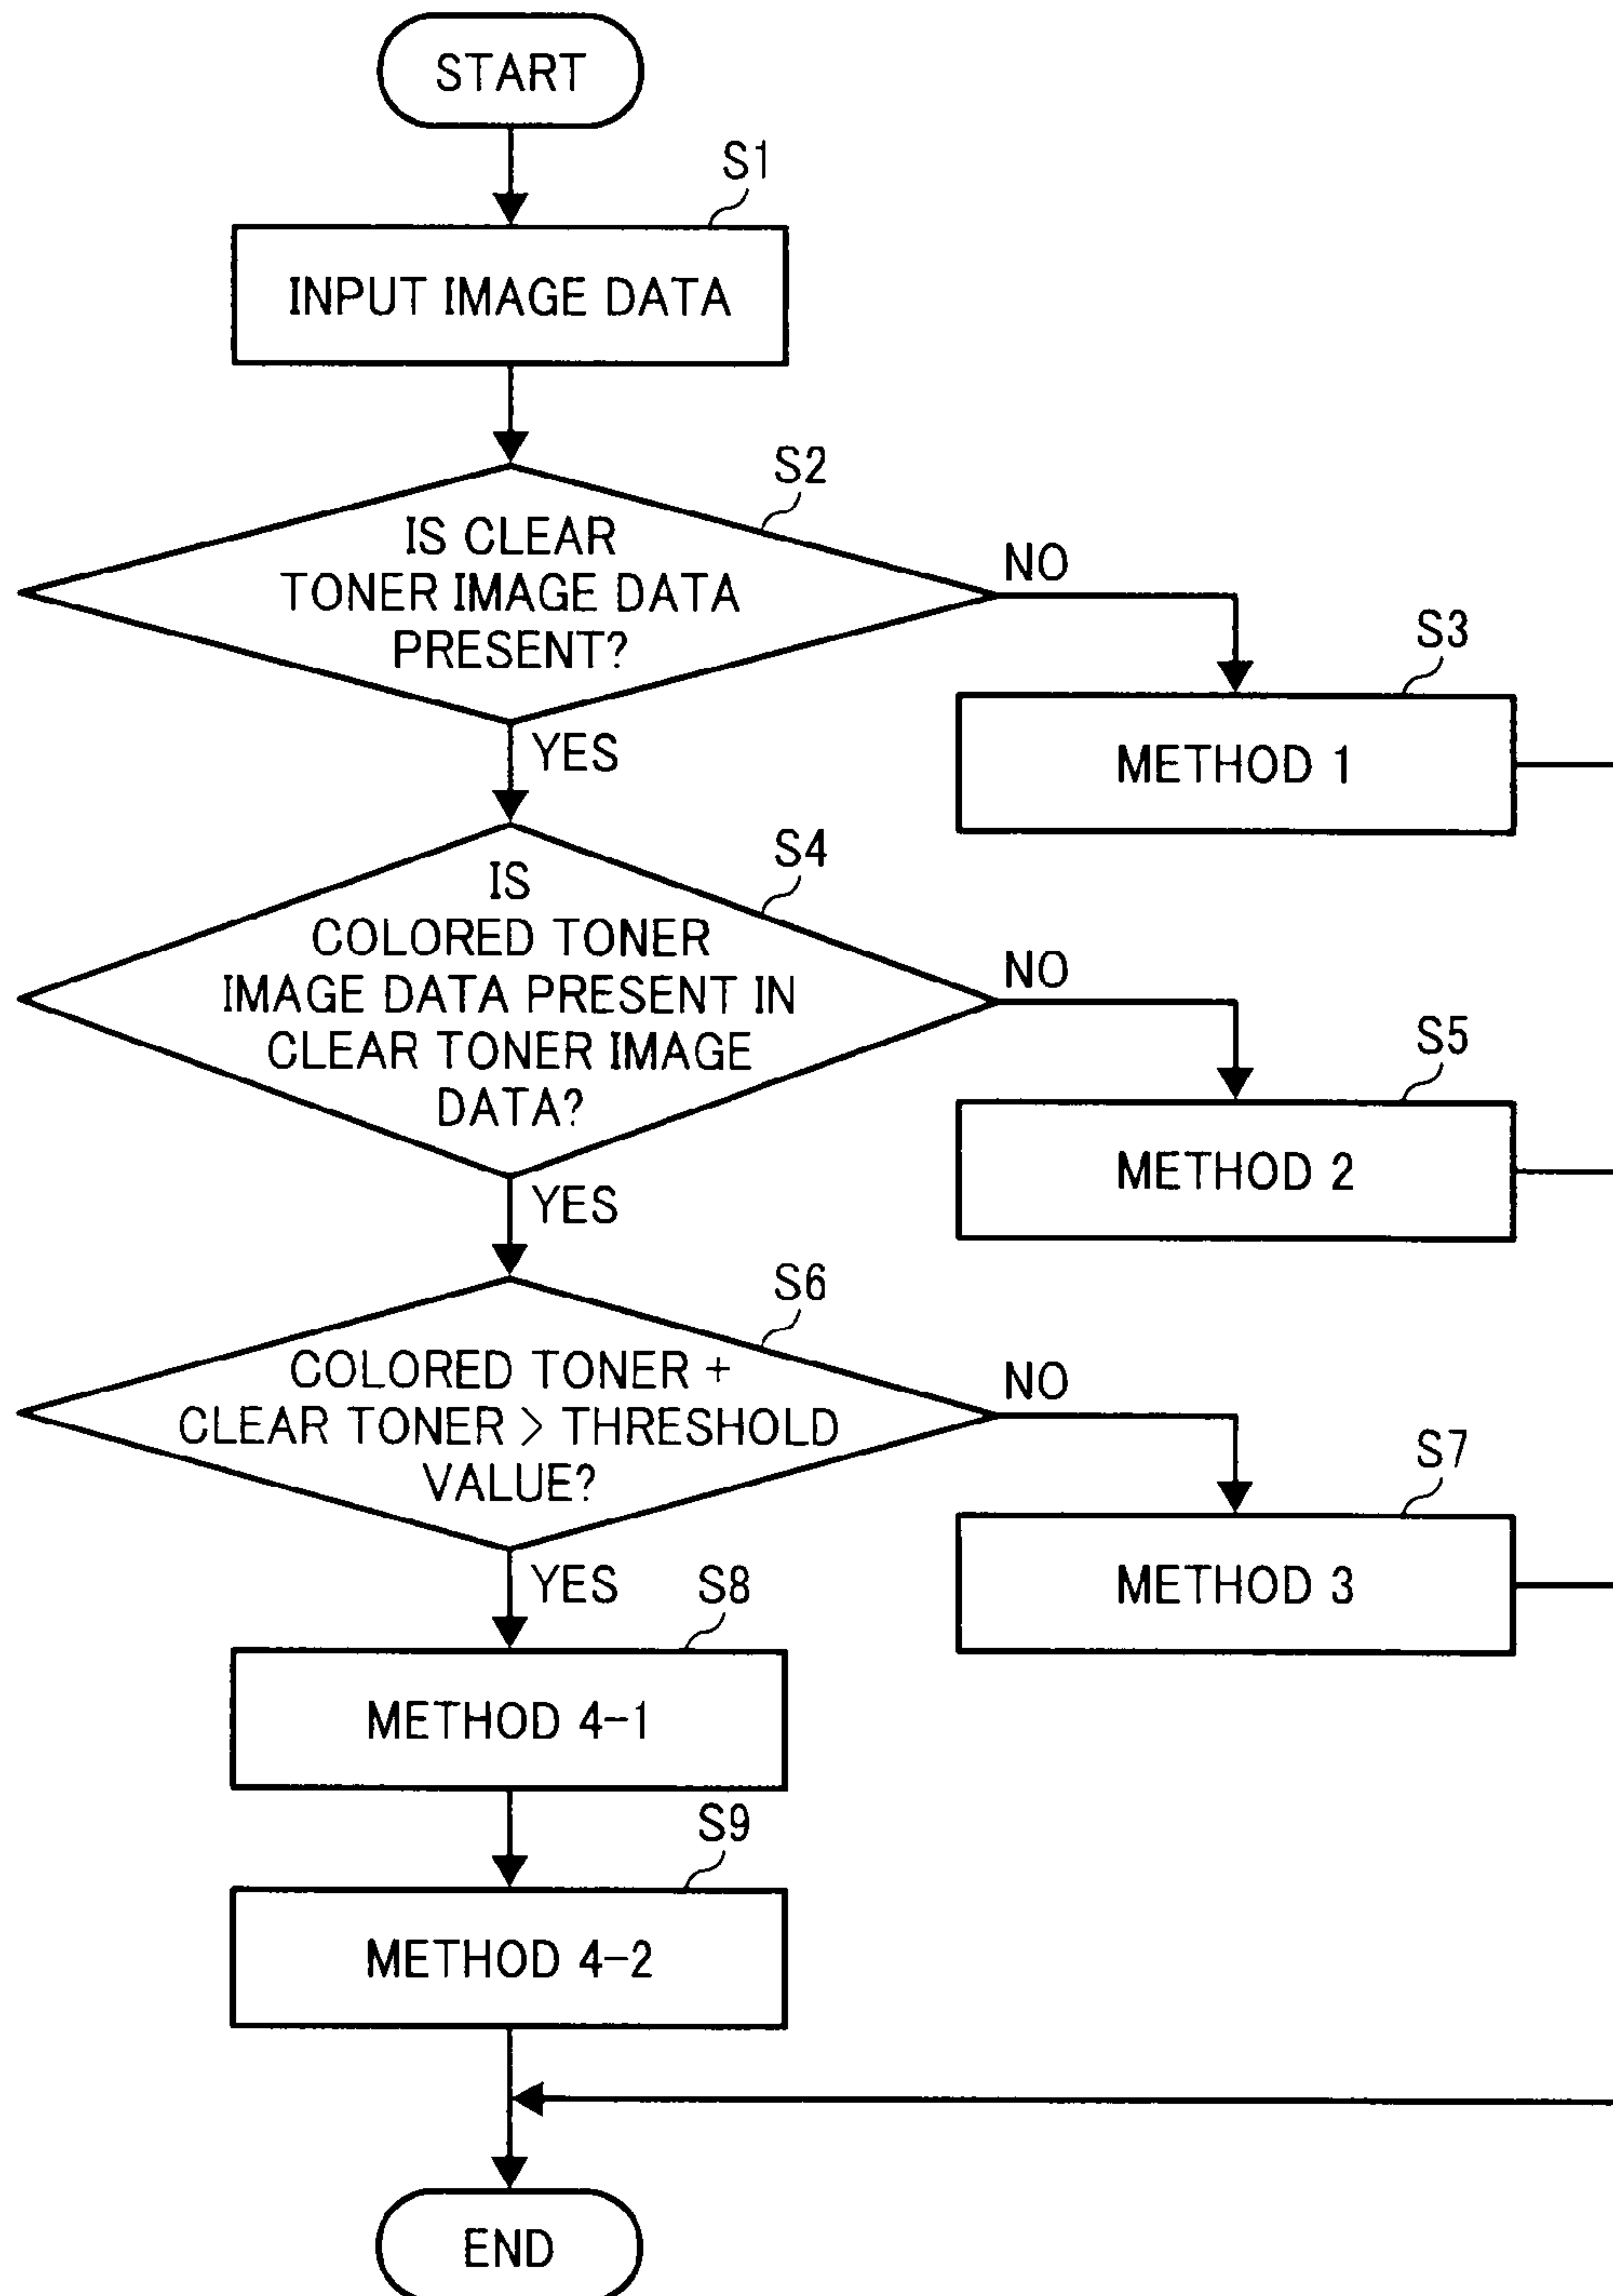 START
S1
INPUT IMAGE DATA
S2
IS CLEAR
TONER IMAGE DATA
PRESENT?
NO
S3
METHOD 1
YES
S4
IS
COLORED TONER
IMAGE DATA PRESENT IN
CLEAR TONER IMAGE
DATA?
NO
S5
METHOD 2
YES
S6
COLORED TONER +
CLEAR TONER > THRESHOLD
VALUE?
NO
S7
METHOD 3
YES
S8
METHOD 4-1
S9
METHOD 4-2
END